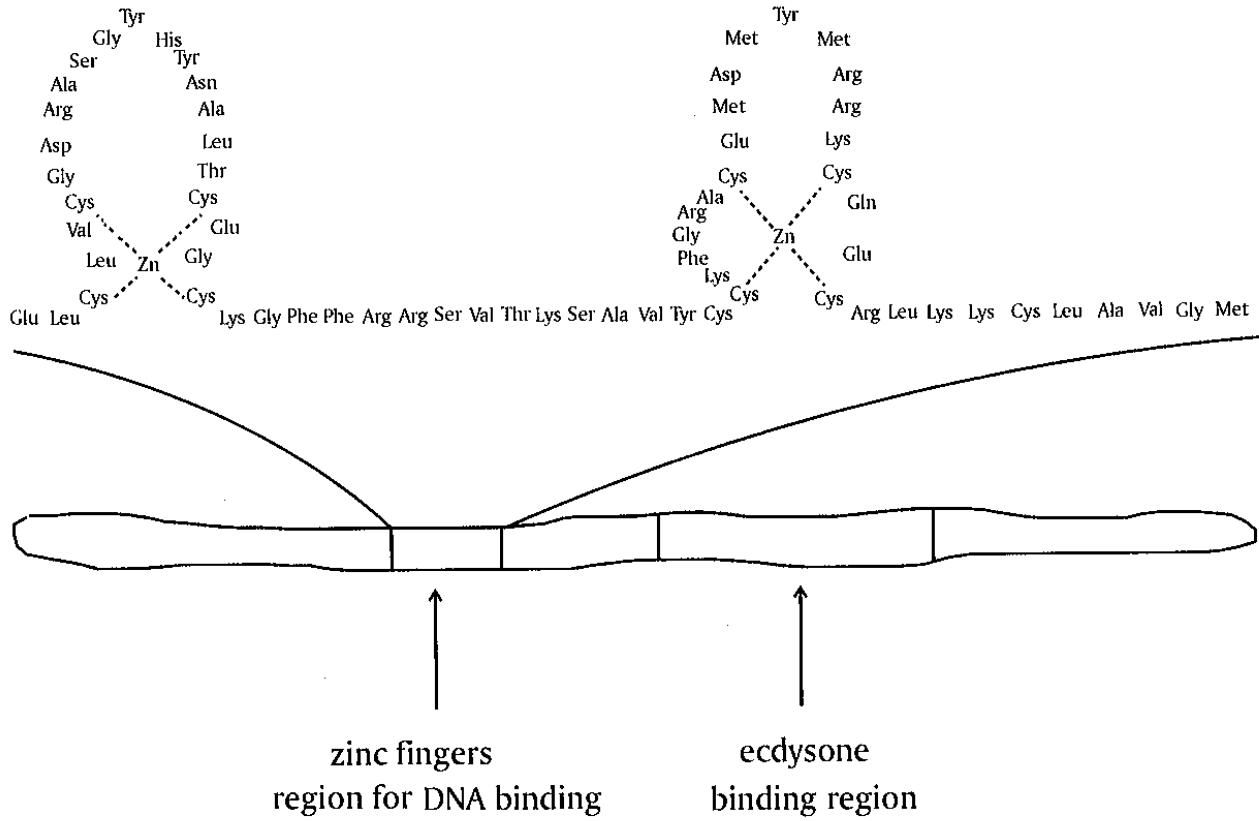 Tyr
Gly His
Ser Tyr
Ala Asn
Arg Ala
Asp Leu
Gly Thr
Cys Cys
Val Glu
Leu Zn Gly
Cys Cys
Glu Leu
Lys Gly Phe Phe Arg Arg Ser Val Thr Lys Ser Ala Val Tyr Cys
Tyr
Met Met
Asp Arg
Met Arg
Glu Lys
Cys Cys
Ala Gln
Arg
Gly Zn
Phe Glu
Lys
Cys Cys
Arg Leu Lys Lys Cys Leu Ala Val Gly Met
zinc fingers
region for DNA binding
ecdysone
binding region